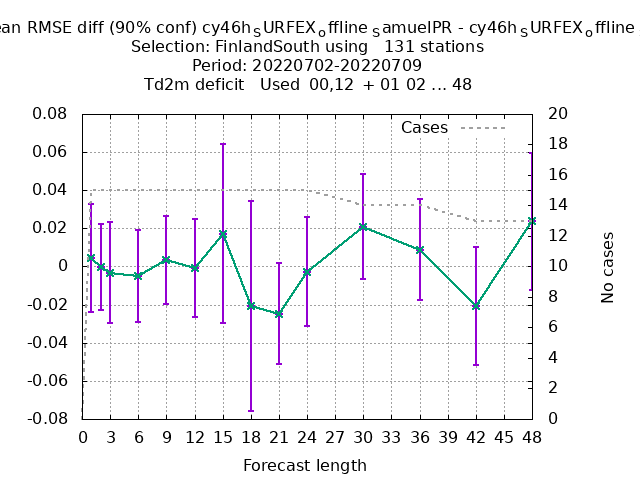 ean RMSE diff (90% conf) cy46h_SURFEX_offline_SamuelPR - cy46h_SURFEX_offline
Selection: FinlandSouth using 131 stations
Period: 20220702-20220709
Td2m deficit Used 00,12 + 01 02 ... 48
Cases
0.08
0.06
0.04
0.02
0
-0.02
-0.04
-0.06
-0.08
20
18
16
14
12
10
8
6
4
2
0
No cases
0 3 6 9 12 15 18 21 24 27 30 33 36 39 42 45 48
Forecast length